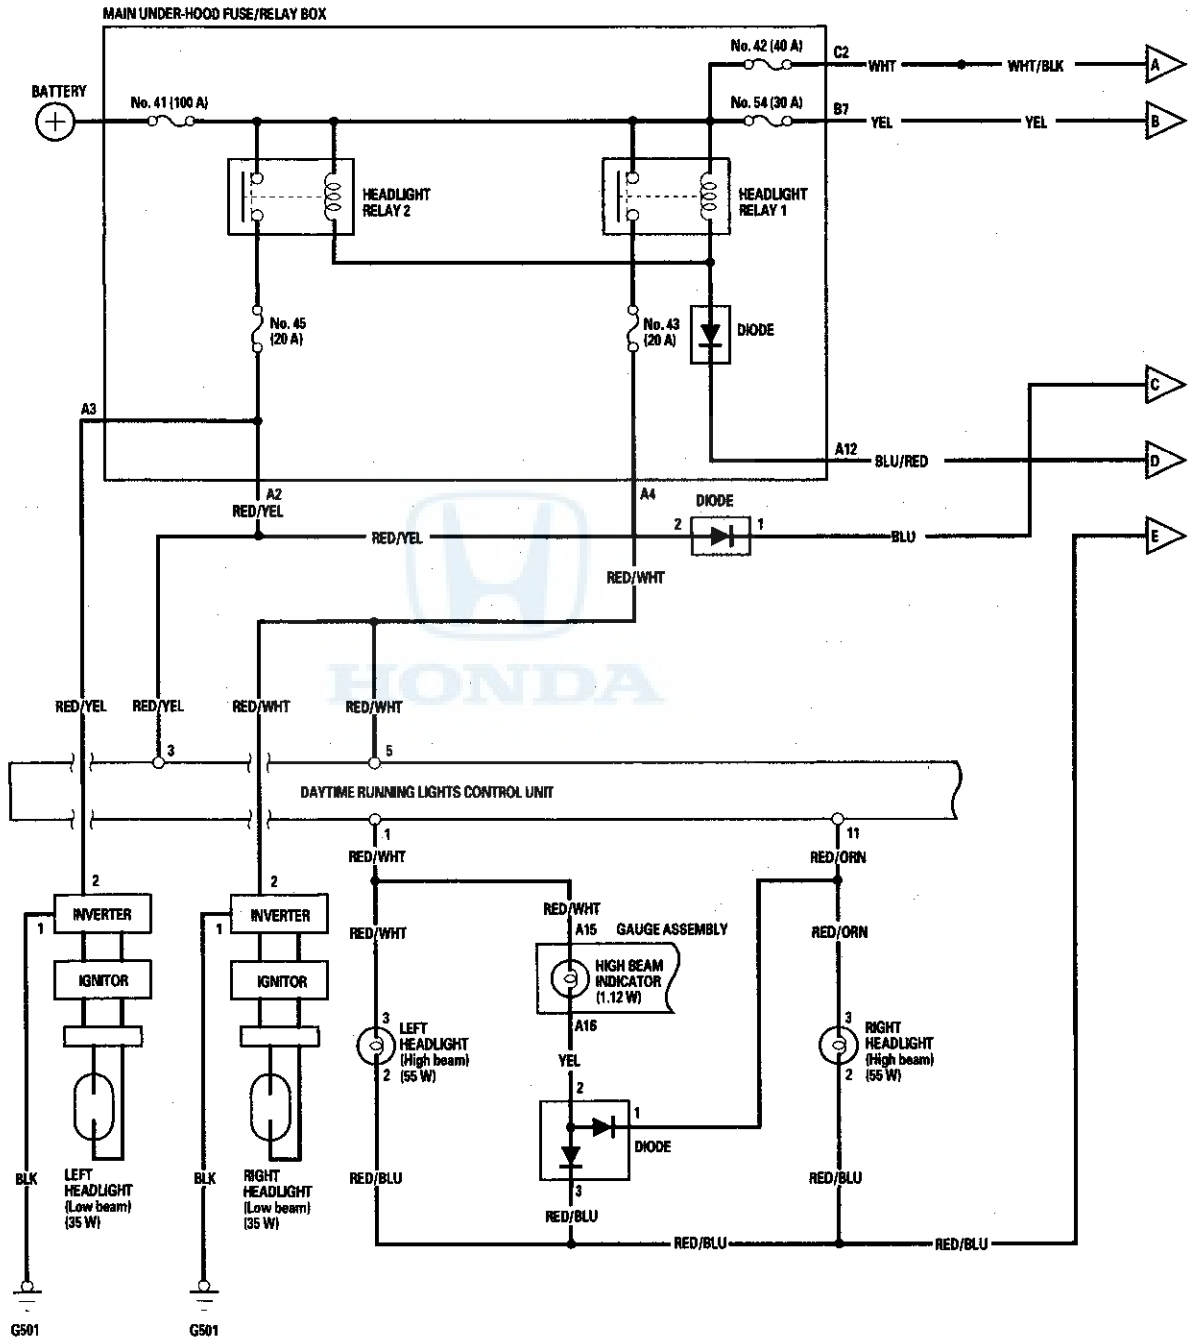 MAIN UNDER-HOOD FUSE/RELAY BOX
No. 42 (40 A)
C2
WHT
WHT/BLK
A
BATTERY
No. 41 (100 A)
No. 54 (30 A)
B7
YEL
YEL
B
HEADLIGHT
RELAY 2
HEADLIGHT
RELAY 1
No. 45
(20 A)
No. 43
(20 A)
DIODE
C
A3
A12
BLU/RED
D
A2
RED/YEL
A4
DIODE
RED/YEL
2
1
BLU
E
RED/WHT
HONDA
RED/YEL
RED/YEL
RED/WHT
RED/WHT
3
5
DAYTIME RUNNING LIGHTS CONTROL UNIT
1
11
RED/WHT
RED/ORN
2
2
INVERTER
INVERTER
1
1
RED/WHT
RED/WHT
A15
GAUGE ASSEMBLY
RED/ORN
IGNITOR
IGNITOR
HIGH BEAM
INDICATOR
(1.12 W)
A16
3
LEFT
HEADLIGHT
(High beam)
(55 W)
2
3
RIGHT
HEADLIGHT
(High beam)
(55 W)
2
YEL
2
1
DIODE
3
BLK
LEFT
HEADLIGHT
(Low beam)
(35 W)
BLK
RIGHT
HEADLIGHT
(Low beam)
(35 W)
RED/BLU
RED/BLU
RED/BLU
RED/BLU
RED/BLU
G501
G501